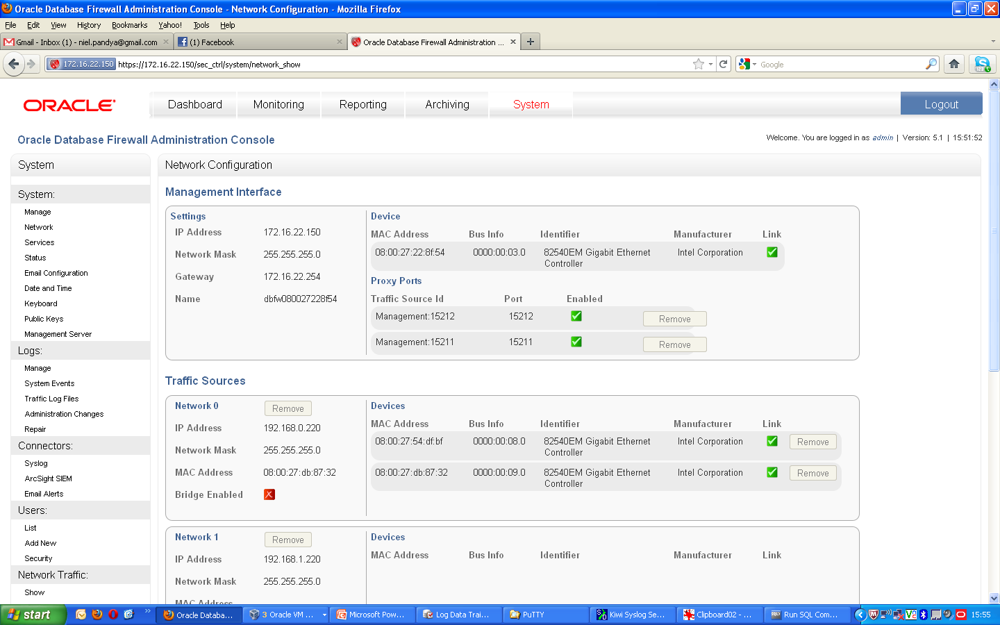 Oracle Database Firewall Administration Console - Network Configuration - Mozilla Firefox
File Edit View History Bookmarks Yahoo! Tools Help
Gmail - Inbox (1) - niel.pandya@gmail.com
(1) Facebook
Oracle Database Firewall Administration ...
172.16.22.150 https://172.16.22.150/sec_ctrl/system/network_show
Google
ORACLE
Dashboard Monitoring Reporting Archiving System Logout
Oracle Database Firewall Administration Console
Welcome. You are logged in as admin | Version: 5.1 | 15:51:52
System
System:
Manage
Network
Services
Status
Email Configuration
Date and Time
Keyboard
Public Keys
Management Server
Logs:
Manage
System Events
Traffic Log Files
Administration Changes
Repair
Connectors:
Syslog
ArcSight SIEM
Email Alerts
Users:
List
Add New
Security
Network Traffic:
Show
Network Configuration
Management Interface
Settings
IP Address 172.16.22.150
Network Mask 255.255.255.0
Gateway 172.16.22.254
Name dbfw080027228f54
Device
MAC Address Bus Info Identifier Manufacturer Link
08:00:27:22:8f:54 0000:00:03.0 82540EM Gigabit Ethernet Intel Corporation
Controller
Proxy Ports
Traffic Source Id Port Enabled
Management:15212 15212 Remove
Management:15211 15211 Remove
Traffic Sources
Network 0 Remove
IP Address 192.168.0.220
Network Mask 255.255.255.0
MAC Address 08:00:27:db:87:32
Bridge Enabled
Devices
MAC Address Bus Info Identifier Manufacturer Link
08:00:27:54:df:bf 0000:00:08.0 82540EM Gigabit Ethernet Intel Corporation Remove
Controller
08:00:27:db:87:32 0000:00:09.0 82540EM Gigabit Ethernet Intel Corporation Remove
Controller
Network 1 Remove
IP Address 192.168.1.220
Network Mask 255.255.255.0
MAC Address
Devices
MAC Address Bus Info Identifier Manufacturer Link
start
Oracle Databa...
3 Oracle VM ...
Microsoft Pow...
Log Data Trai...
PuTTY
Kiwi Syslog Se...
Clipboard02 - ...
Run SQL Com...
15:55